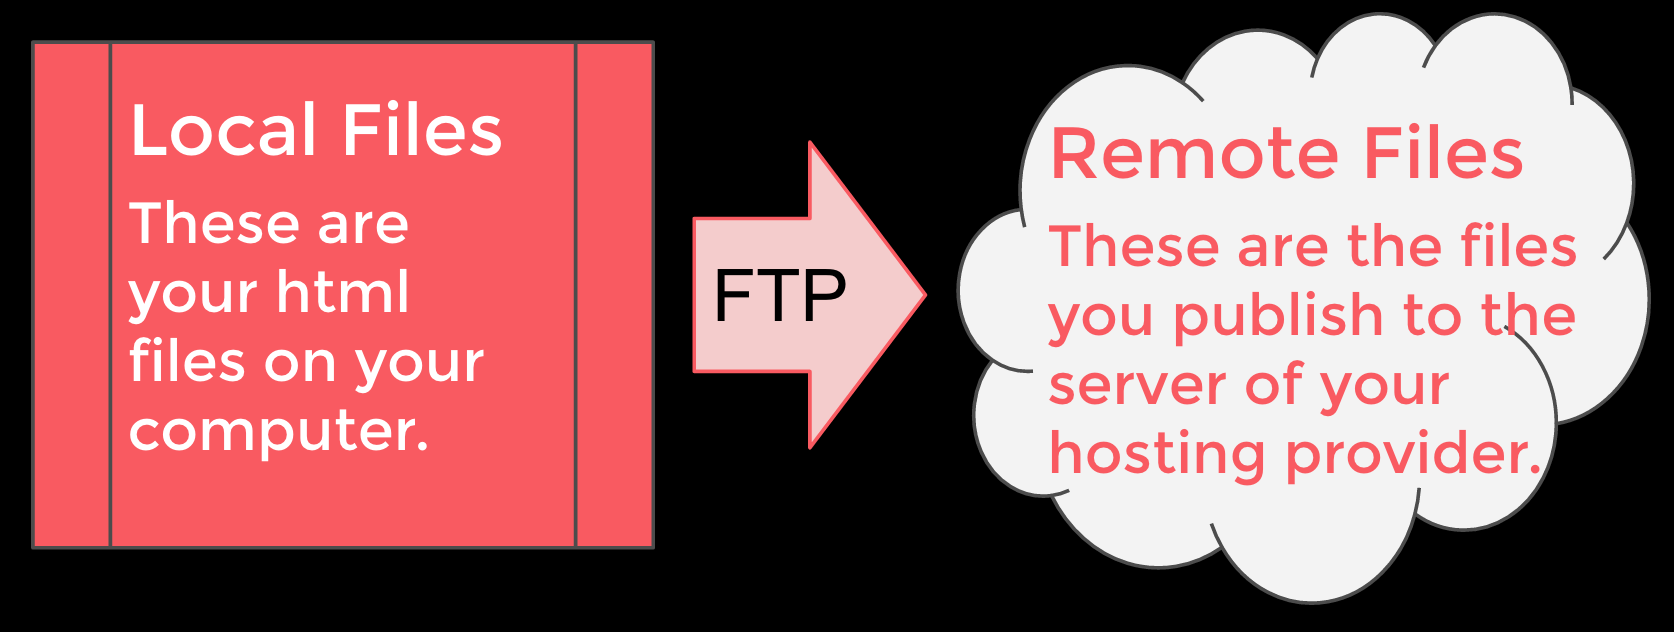 Local Files
These are
your html
files on your
computer.
FTP
Remote Files
These are the files
you publish to the
server of your
hosting provider.